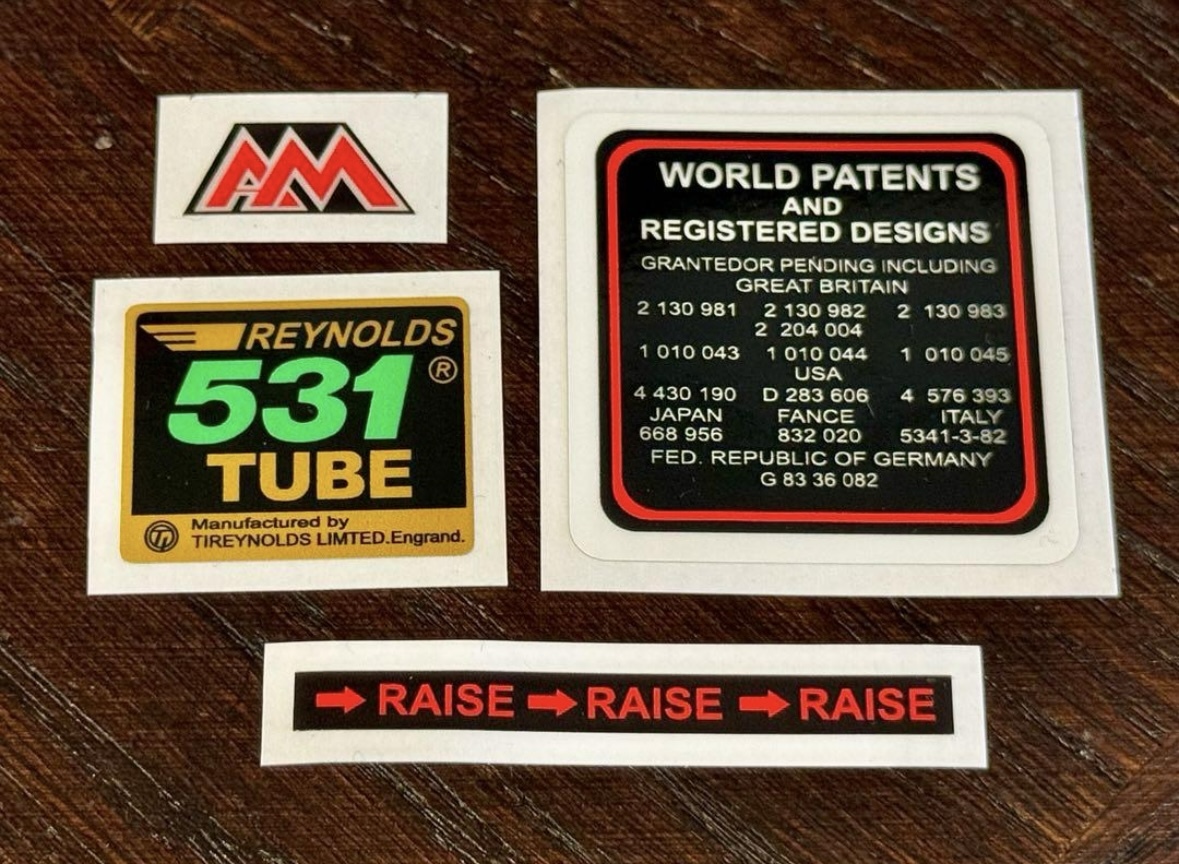 AM
REYNOLDS
531 ®
TUBE
Manufactured by
TIREYNOLDS LIMTED.Engrand.
WORLD PATENTS
AND
REGISTERED DESIGNS
GRANTEDOR PENDING INCLUDING
GREAT BRITAIN
2 130 981 2 130 982 2 130 983
2 204 004
1 010 043 1 010 044 1 010 045
USA
4 430 190 D 283 606 4 576 393
JAPAN FANCE ITALY
668 956 832 020 5341-3-82
FED. REPUBLIC OF GERMANY
G 83 36 082
RAISE RAISE RAISE